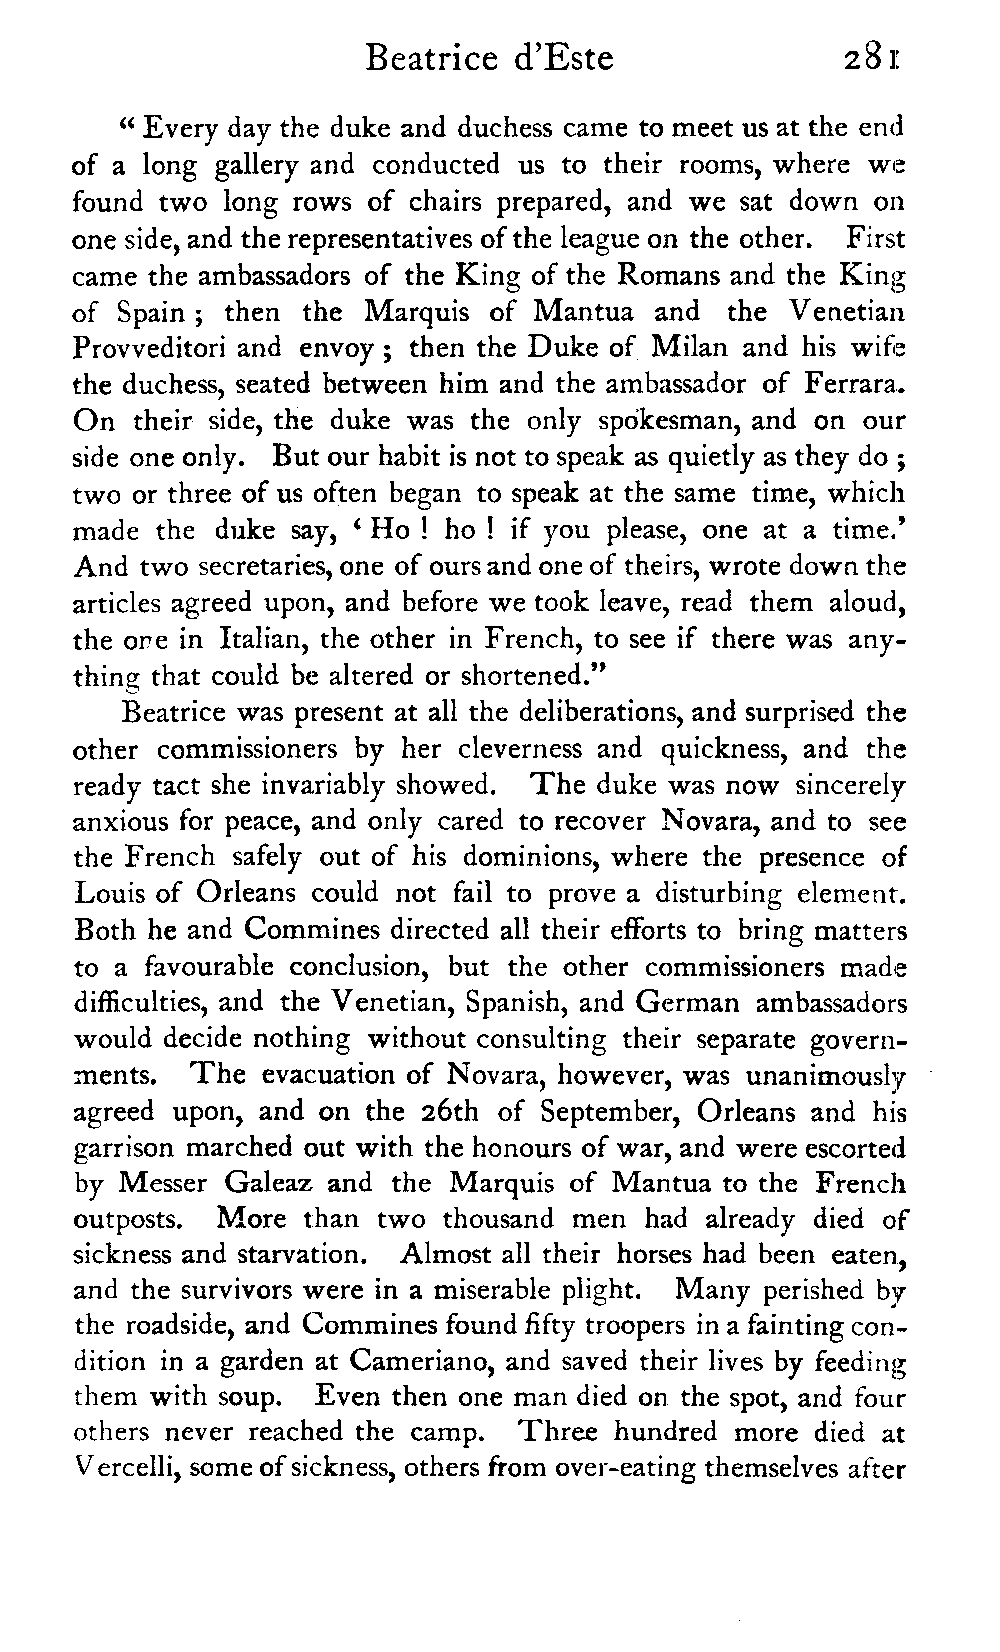 Beatrice d'Este 281
" Every day the duke and duchess came to meet us at the end
of a long gallery and conducted us to their rooms, where we
found two long rows of chairs prepared, and we sat down on
one side, and the representatives of the league on the other. First
came the ambassadors of the King of the Romans and the King
of Spain ; then the Marquis of Mantua and the Venetian
Provveditori and envoy ; then the Duke of Milan and his wife
the duchess, seated between him and the ambassador of Ferrara.
On their side, the duke was the only spokesman, and on our
side one only. But our habit is not to speak as quietly as they do ;
two or three of us often began to speak at the same time, which
made the duke say, ' Ho ! ho ! if you please, one at a time.'
And two secretaries, one of ours and one of theirs, wrote down the
articles agreed upon, and before we took leave, read them aloud,
the one in Italian, the other in French, to see if there was any-
thing that could be altered or shortened."
Beatrice was present at all the deliberations, and surprised the
other commissioners by her cleverness and quickness, and the
ready tact she invariably showed. The duke was now sincerely
anxious for peace, and only cared to recover Novara, and to see
the French safely out of his dominions, where the presence of
Louis of Orleans could not fail to prove a disturbing element.
Both he and Commines directed all their efforts to bring matters
to a favourable conclusion, but the other commissioners made
difficulties, and the Venetian, Spanish, and German ambassadors
would decide nothing without consulting their separate govern-
ments. The evacuation of Novara, however, was unanimously
agreed upon, and on the 26th of September, Orleans and his
garrison marched out with the honours of war, and were escorted
by Messer Galeaz and the Marquis of Mantua to the French
outposts. More than two thousand men had already died of
sickness and starvation. Almost all their horses had been eaten,
and the survivors were in a miserable plight. Many perished by
the roadside, and Commines found fifty troopers in a fainting con-
dition in a garden at Cameriano, and saved their lives by feeding
them with soup. Even then one man died on the spot, and four
others never reached the camp. Three hundred more died at
Vercelli, some of sickness, others from over-eating themselves after